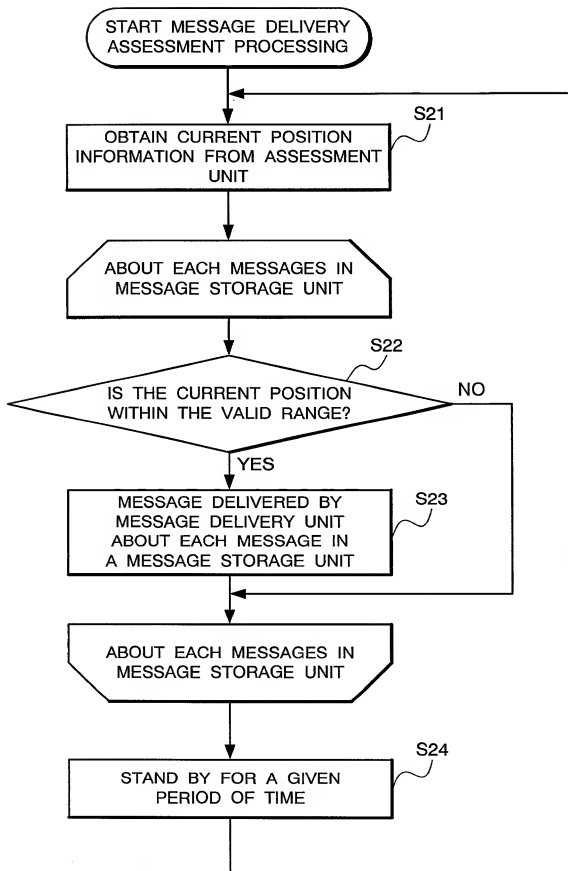 START MESSAGE DELIVERY
ASSESSMENT PROCESSING
S21
OBTAIN CURRENT POSITION
INFORMATION FROM ASSESSMENT
UNIT
ABOUT EACH MESSAGES IN
MESSAGE STORAGE UNIT
S22
IS THE CURRENT POSITION
WITHIN THE VALID RANGE?
NO
YES
S23
MESSAGE DELIVERED BY
MESSAGE DELIVERY UNIT
ABOUT EACH MESSAGE IN
A MESSAGE STORAGE UNIT
ABOUT EACH MESSAGES IN
MESSAGE STORAGE UNIT
S24
STAND BY FOR A GIVEN
PERIOD OF TIME